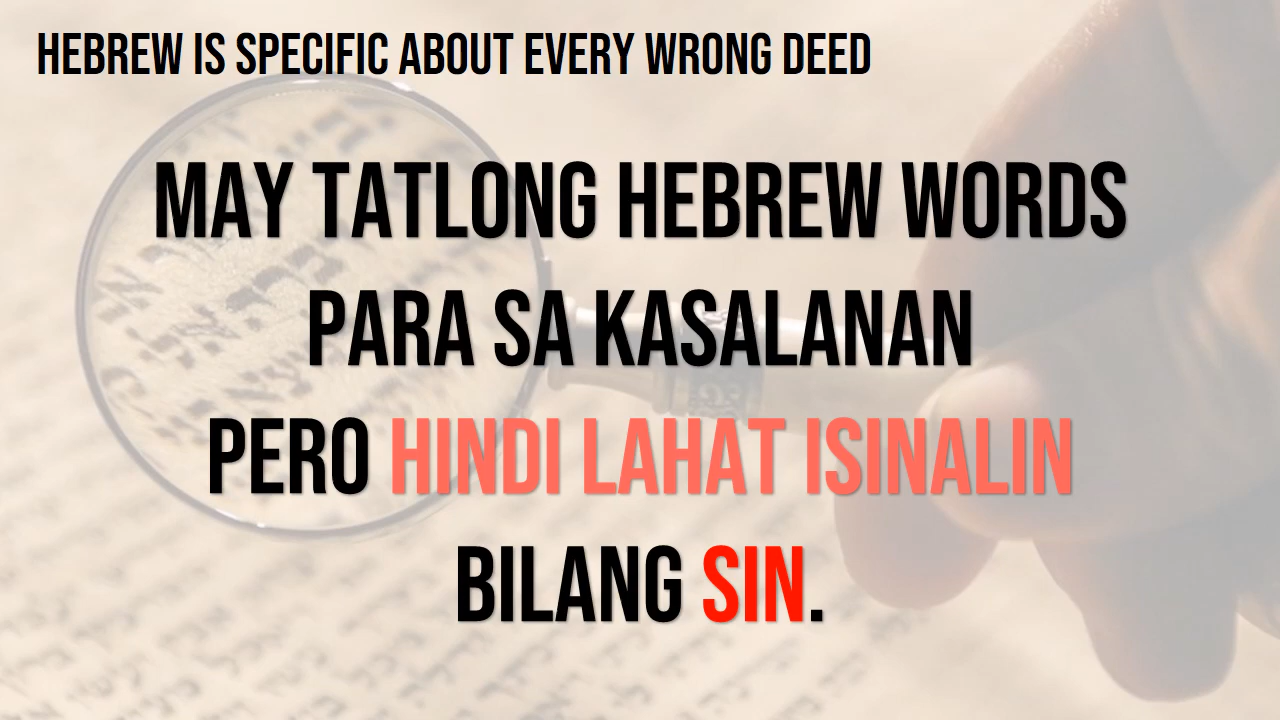 HEBREW IS SPECIFIC ABOUT EVERY WRONG DEED
MAY TATLONG HEBREW WORDS
PARA SA KASALANAN
PERO HINDI LAHAT ISINALIN
BILANG SIN.